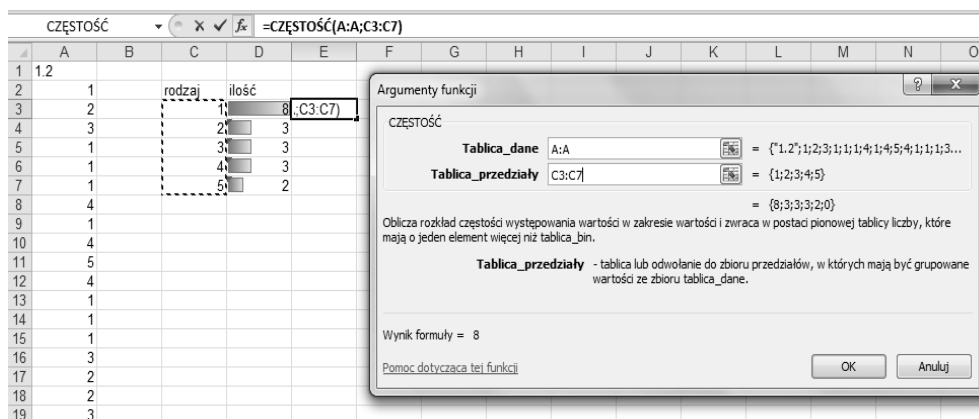 CZĘSTOŚĆ fx =CZĘSTOŚĆ(A:A;C3:C7)
A B C D E F G H I J K L M N O
1 1.2
2 1 rodzaj ilość
3 2 1 8 .;C3:C7)
4 3 2 3
5 1 3 3
6 1 4 3
7 1 5 2
8 4
9 1
10 4
11 5
12 4
13 1
14 1
15 1
16 3
17 2
18 2
19 3
Argumenty funkcji
CZĘSTOŚĆ
Tablica_dane A:A = {"1.2";1;2;3;1;1;1;4;1;4;5;4;1;1;1;3...
Tablica_przedziały C3:C7 = {1;2;3;4;5}
= {8;3;3;3;2;0}
Oblicza rozkład częstości występowania wartości w zakresie wartości i zwraca w postaci pionowej tablicy liczby, które
mają o jeden element więcej niż tablica_bin.
Tablica_przedziały - tablica lub odwołanie do zbioru przedziałów, w których mają być grupowane
wartości ze zbioru tablica_dane.
Wynik formuły = 8
Pomoc dotycząca tej funkcji
OK Anuluj